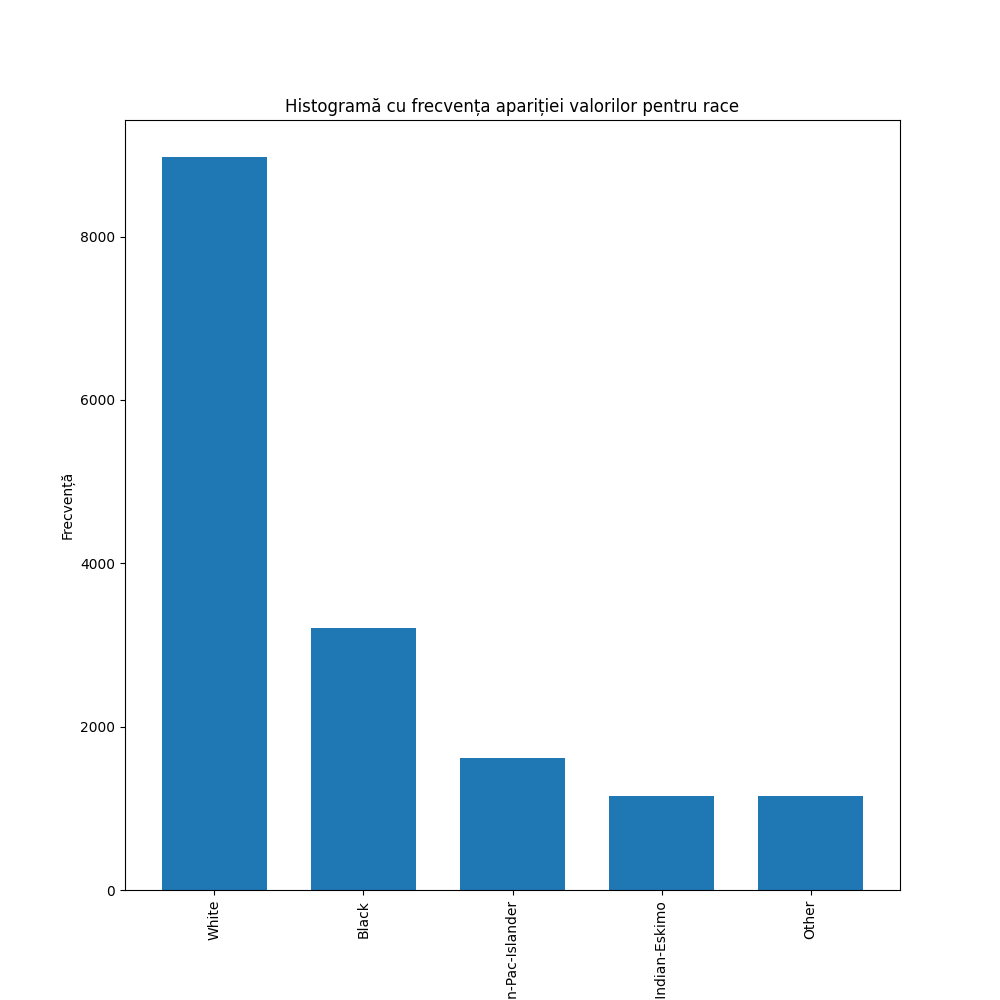 Histogramă cu frecvența apariției valorilor pentru race
Frecvență
8000
6000
4000
2000
0
White
Black
n-Pac-Islander
Indian-Eskimo
Other